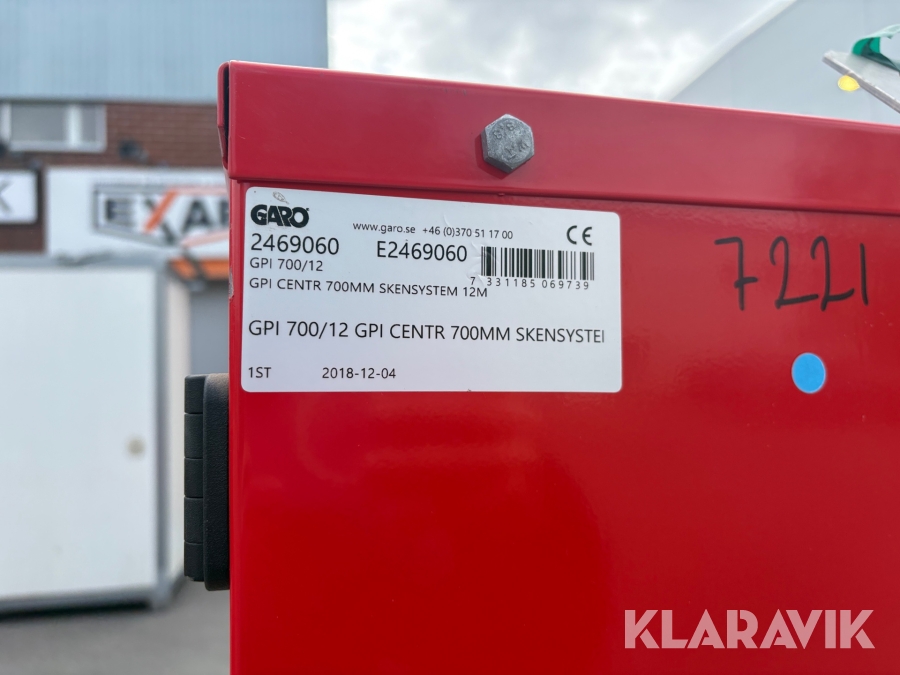 GARO
www.garo.se +46 (0)370 51 17 00
CE
2469060 E2469060
GPI 700/12
7 331185 069739
GPI CENTR 700MM SKENSYSTEM 12M
GPI 700/12 GPI CENTR 700MM SKENSYSTEI
1ST 2018-12-04
7221
KLARAVIK